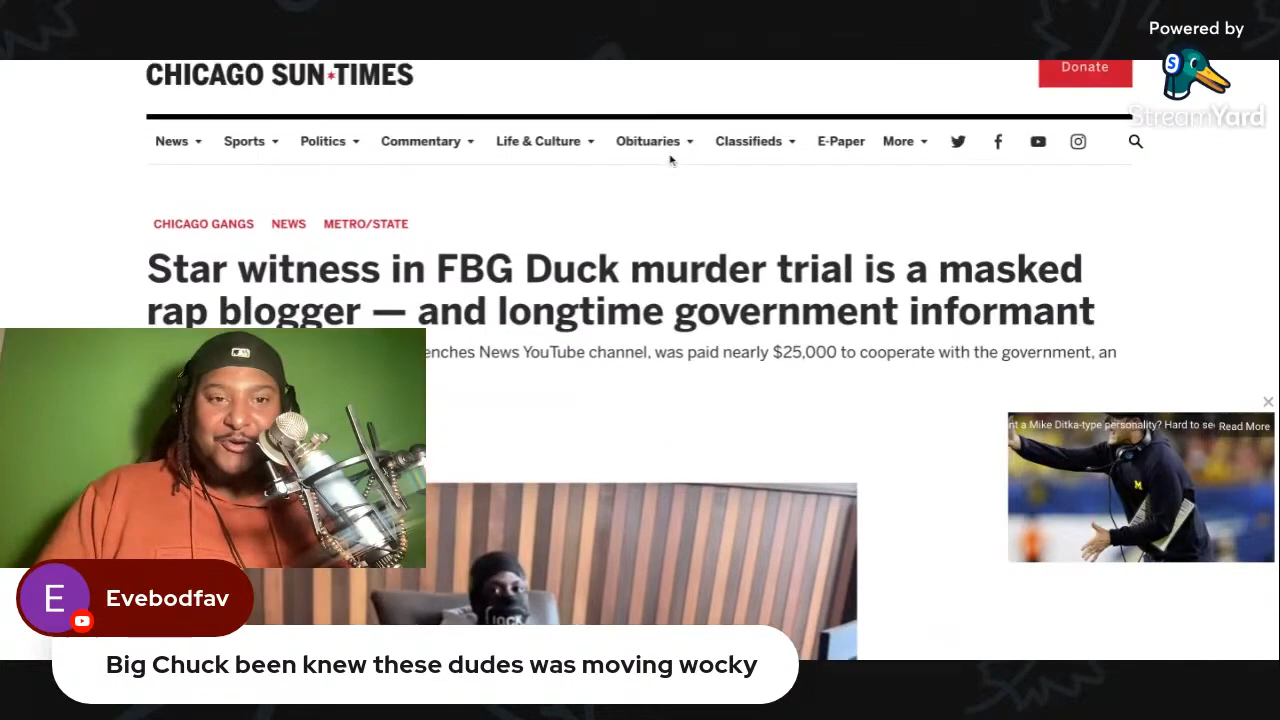 Powered by
StreamYard
CHICAGO SUN★TIMES
Donate
News Sports Politics Commentary Life & Culture Obituaries Classifieds E-Paper More
CHICAGO GANGS NEWS METRO/STATE
Star witness in FBG Duck murder trial is a masked
rap blogger — and longtime government informant
enches News YouTube channel, was paid nearly $25,000 to cooperate with the government, an
nt a Mike Ditka-type personality? Hard to se
Read More
E
Evebodfav
Big Chuck been knew these dudes was moving wocky